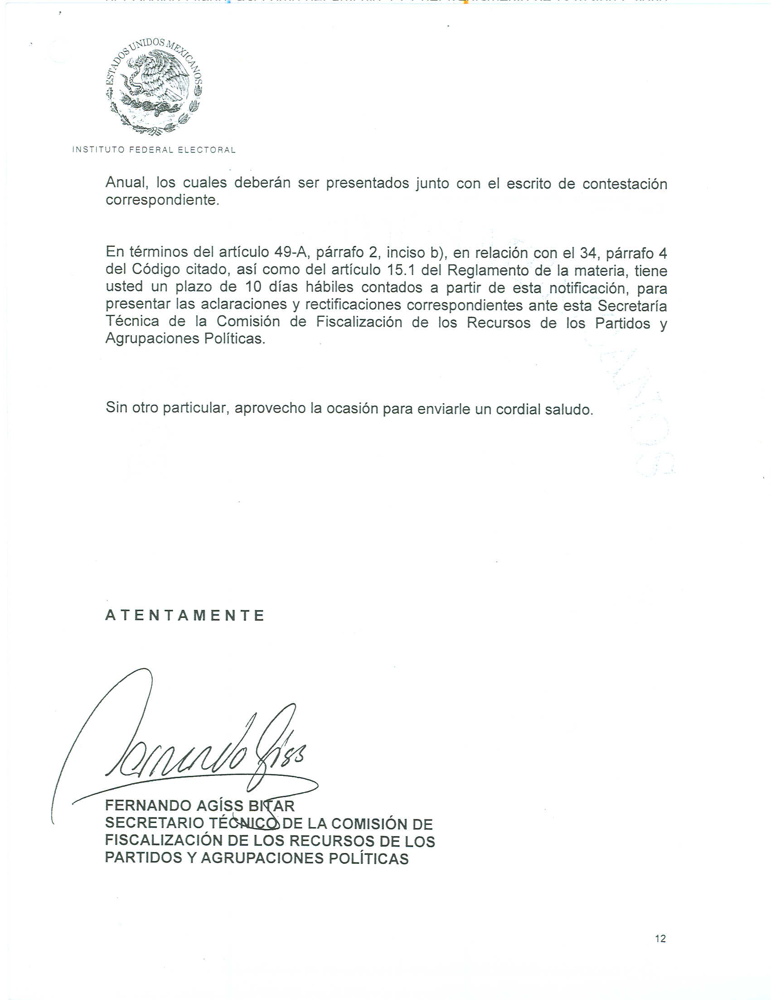 ESTADOS UNIDOS MEXICANOS
INSTITUTO FEDERAL ELECTORAL
Anual, los cuales deberán ser presentados junto con el escrito de contestación
correspondiente.
En términos del artículo 49-A, párrafo 2, inciso b), en relación con el 34, párrafo 4
del Código citado, así como del artículo 15.1 del Reglamento de la materia, tiene
usted un plazo de 10 días hábiles contados a partir de esta notificación, para
presentar las aclaraciones y rectificaciones correspondientes ante esta Secretaría
Técnica de la Comisión de Fiscalización de los Recursos de los Partidos y
Agrupaciones Políticas.
Sin otro particular, aprovecho la ocasión para enviarle un cordial saludo.
A T E N T A M E N T E
FERNANDO AGÍSS BITAR
SECRETARIO TÉCNICO DE LA COMISIÓN DE
FISCALIZACIÓN DE LOS RECURSOS DE LOS
PARTIDOS Y AGRUPACIONES POLÍTICAS
12